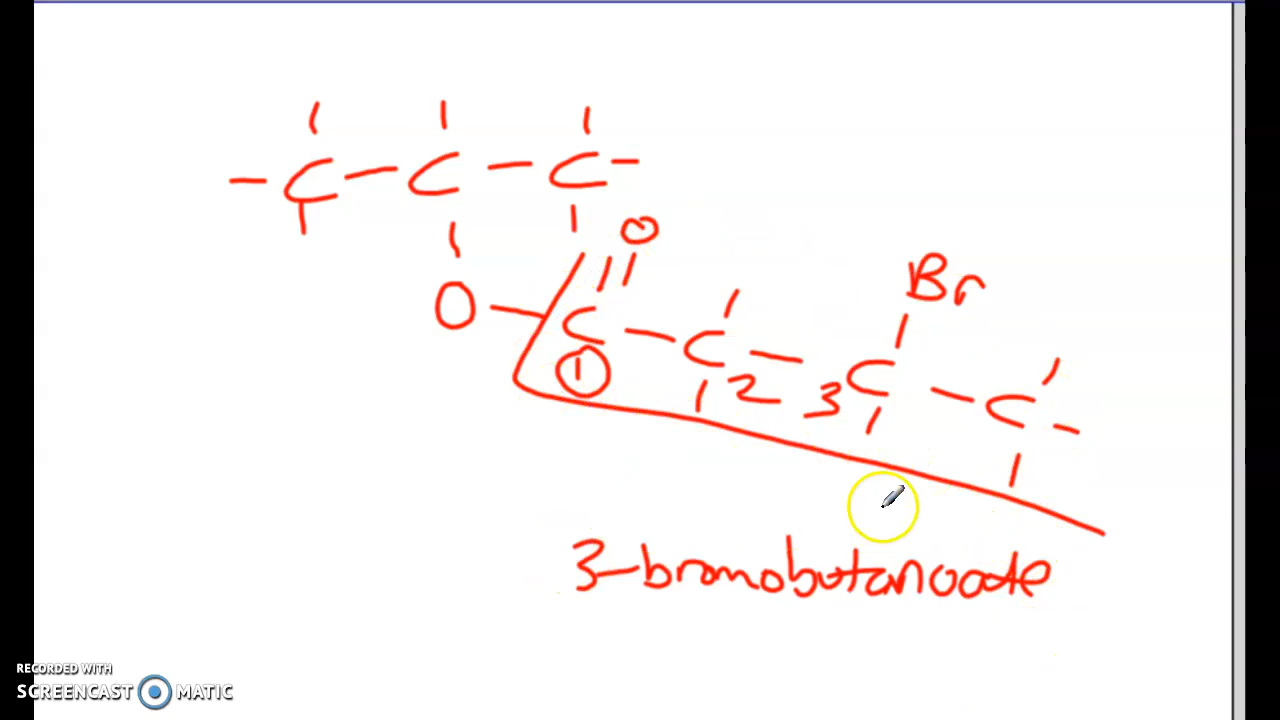 C C C
O
Br
O C C C C
1 2 3
3-bromobutanoate
RECORDED WITH
SCREENCAST MATIC